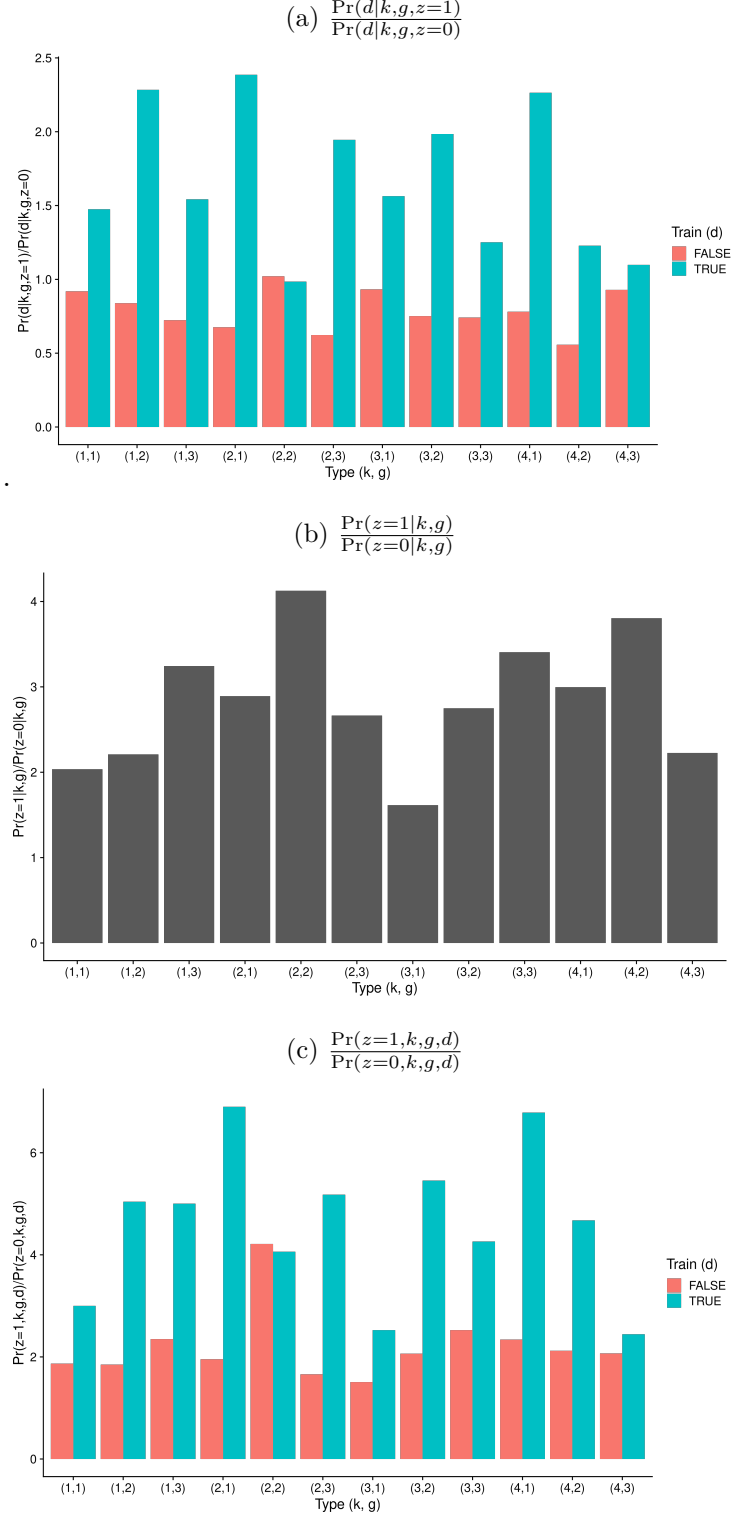 (a) Pr(d|k,g,z=1)/Pr(d|k,g,z=0)
Pr(d|k,g,z=1)/Pr(d|k,g,z=0)
2.5
2.0
1.5
1.0
0.5
0.0
Train (d)
FALSE
TRUE
(1,1) (1,2) (1,3) (2,1) (2,2) (2,3) (3,1) (3,2) (3,3) (4,1) (4,2) (4,3)
Type (k, g)
.
(b) Pr(z=1|k,g)/Pr(z=0|k,g)
Pr(z=1|k,g)/Pr(z=0|k,g)
4
3
2
1
0
(1,1) (1,2) (1,3) (2,1) (2,2) (2,3) (3,1) (3,2) (3,3) (4,1) (4,2) (4,3)
Type (k, g)
(c) Pr(z=1,k,g,d)/Pr(z=0,k,g,d)
Pr(z=1,k,g,d)/Pr(z=0,k,g,d)
6
4
2
0
Train (d)
FALSE
TRUE
(1,1) (1,2) (1,3) (2,1) (2,2) (2,3) (3,1) (3,2) (3,3) (4,1) (4,2) (4,3)
Type (k, g)